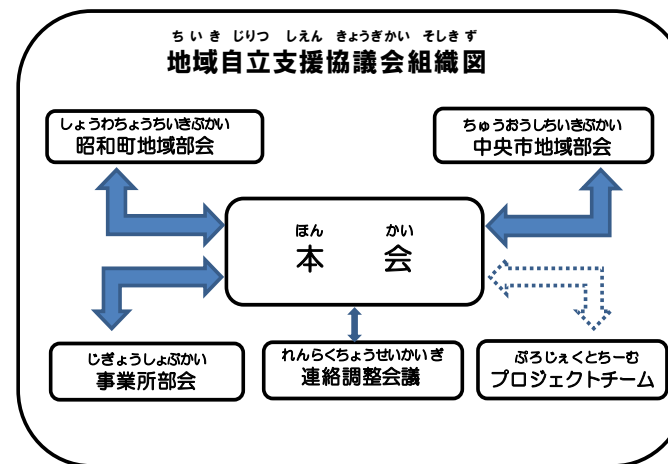 ちいき じりつ しえん きょうぎかい そしきず
地域自立支援協議会組織図
しょうわちょうちいきぶかい
昭和町地域部会
ちゅうおうしちいきぶかい
中央市地域部会
ほん かい
本 会
じぎょうしょぶかい
事業所部会
れんらくちょうせいかいぎ
連絡調整会議
ぷろじぇくとちーむ
プロジェクトチーム